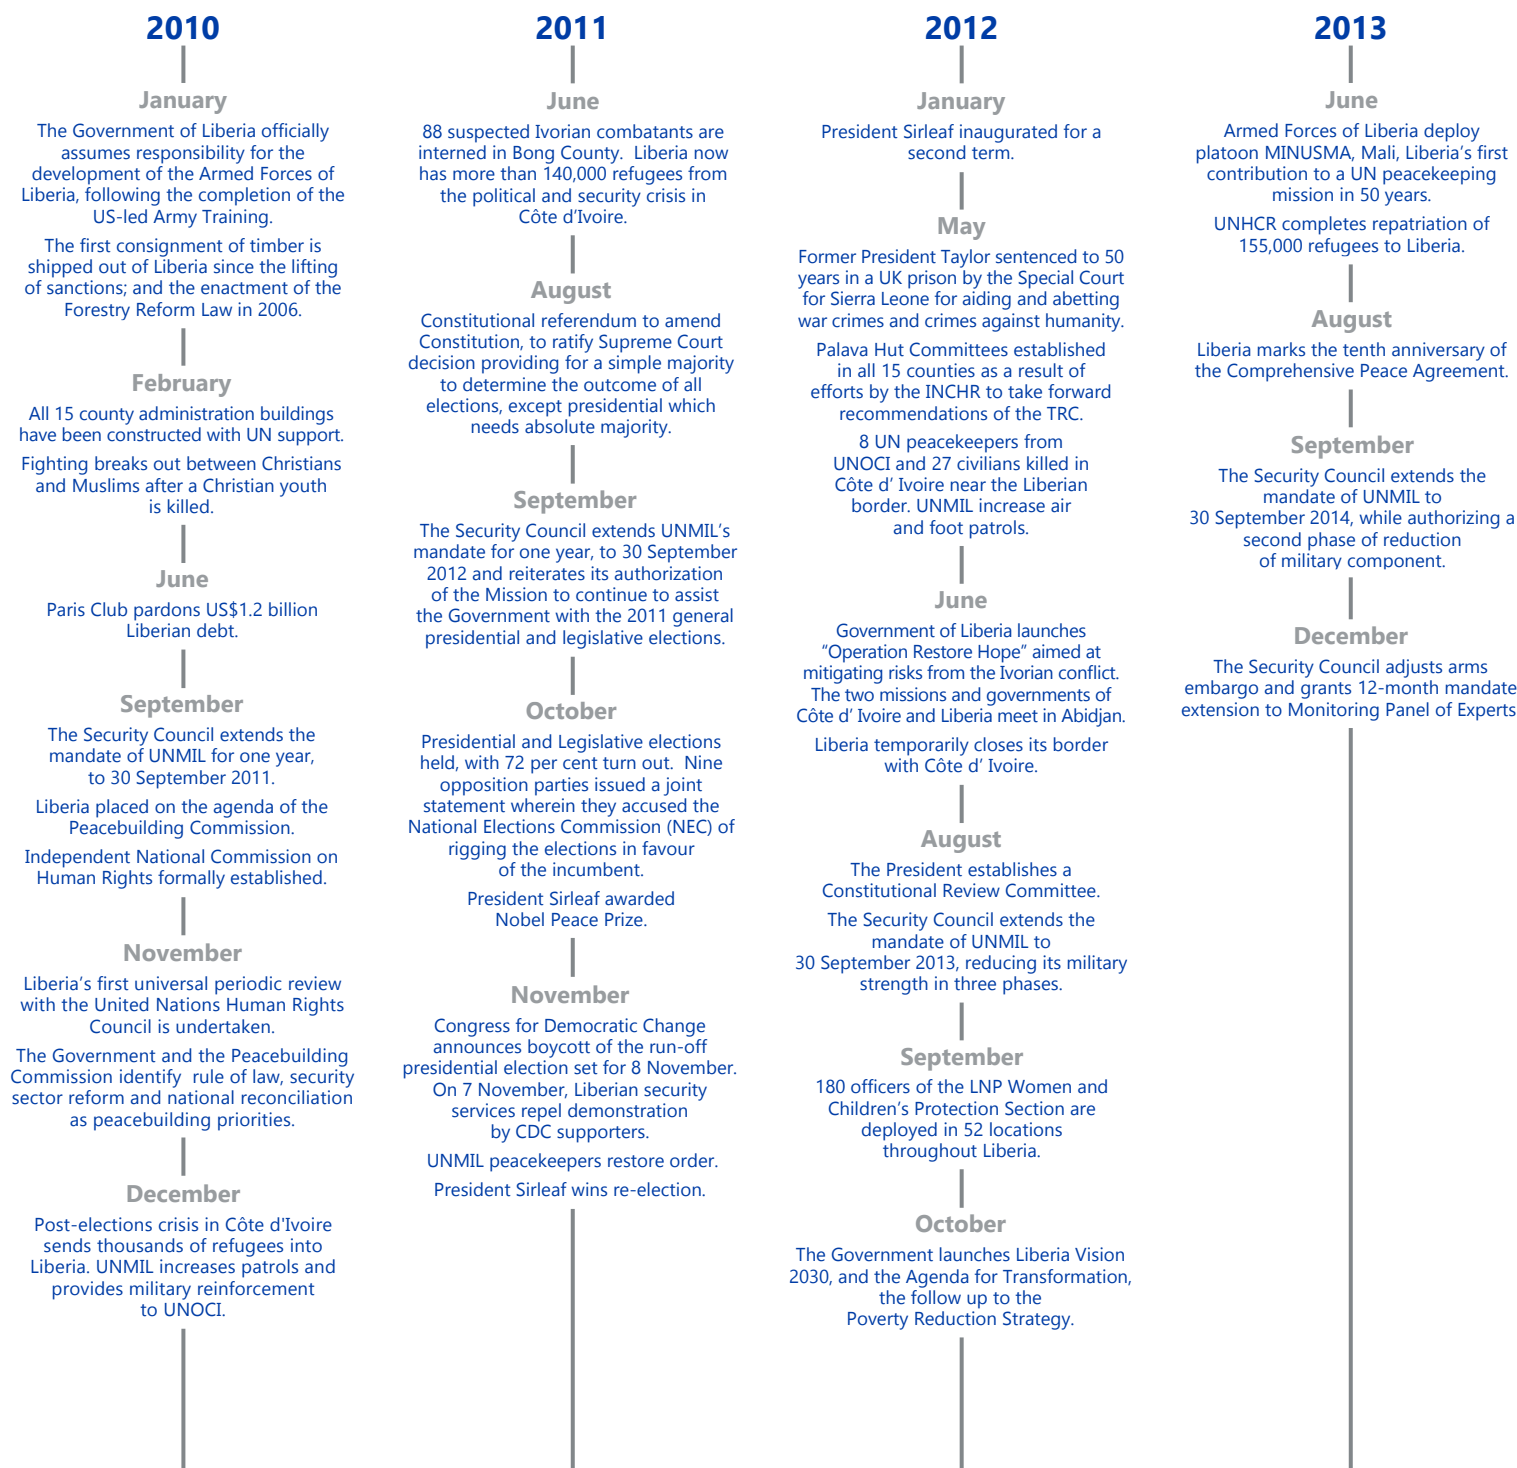 2010
January
The Government of Liberia officially
assumes responsibility for the
development of the Armed Forces of
Liberia, following the completion of the
US-led Army Training.
The first consignment of timber is
shipped out of Liberia since the lifting
of sanctions; and the enactment of the
Forestry Reform Law in 2006.
February
All 15 county administration buildings
have been constructed with UN support.
Fighting breaks out between Christians
and Muslims after a Christian youth
is killed.
June
Paris Club pardons US$1.2 billion
Liberian debt.
September
The Security Council extends the
mandate of UNMIL for one year,
to 30 September 2011.
Liberia placed on the agenda of the
Peacebuilding Commission.
Independent National Commission on
Human Rights formally established.
November
Liberia's first universal periodic review
with the United Nations Human Rights
Council is undertaken.
The Government and the Peacebuilding
Commission identify  rule of law, security
sector reform and national reconciliation
as peacebuilding priorities.
December
Post-elections crisis in Côte d'Ivoire
sends thousands of refugees into
Liberia. UNMIL increases patrols and
provides military reinforcement
to UNOCI.
2011
June
88 suspected Ivorian combatants are
interned in Bong County.  Liberia now
has more than 140,000 refugees from
the political and security crisis in
Côte d'Ivoire.
August
Constitutional referendum to amend
Constitution, to ratify Supreme Court
decision providing for a simple majority
to determine the outcome of all
elections, except presidential which
needs absolute majority.
September
The Security Council extends UNMIL's
mandate for one year, to 30 September
2012 and reiterates its authorization
of the Mission to continue to assist
the Government with the 2011 general
presidential and legislative elections.
October
Presidential and Legislative elections
held, with 72 per cent turn out.  Nine
opposition parties issued a joint
statement wherein they accused the
National Elections Commission (NEC) of
rigging the elections in favour
of the incumbent.
President Sirleaf awarded
Nobel Peace Prize.
November
Congress for Democratic Change
announces boycott of the run-off
presidential election set for 8 November.
On 7 November, Liberian security
services repel demonstration
by CDC supporters.
UNMIL peacekeepers restore order.
President Sirleaf wins re-election.
2012
January
President Sirleaf inaugurated for a
second term.
May
Former President Taylor sentenced to 50
years in a UK prison by the Special Court
for Sierra Leone for aiding and abetting
war crimes and crimes against humanity.
Palava Hut Committees established
in all 15 counties as a result of
efforts by the INCHR to take forward
recommendations of the TRC.
8 UN peacekeepers from
UNOCI and 27 civilians killed in
Côte d' Ivoire near the Liberian
border. UNMIL increase air
and foot patrols.
June
Government of Liberia launches
"Operation Restore Hope" aimed at
mitigating risks from the Ivorian conflict.
The two missions and governments of
Côte d' Ivoire and Liberia meet in Abidjan.
Liberia temporarily closes its border
with Côte d' Ivoire.
August
The President establishes a
Constitutional Review Committee.
The Security Council extends the
mandate of UNMIL to
30 September 2013, reducing its military
strength in three phases.
September
180 officers of the LNP Women and
Children's Protection Section are
deployed in 52 locations
throughout Liberia.
October
The Government launches Liberia Vision
2030, and the Agenda for Transformation,
the follow up to the
Poverty Reduction Strategy.
2013
June
Armed Forces of Liberia deploy
platoon MINUSMA, Mali, Liberia's first
contribution to a UN peacekeeping
mission in 50 years.
UNHCR completes repatriation of
155,000 refugees to Liberia.
August
Liberia marks the tenth anniversary of
the Comprehensive Peace Agreement.
September
The Security Council extends the
mandate of UNMIL to
30 September 2014, while authorizing a
second phase of reduction
of military component.
December
The Security Council adjusts arms
embargo and grants 12-month mandate
extension to Monitoring Panel of Experts